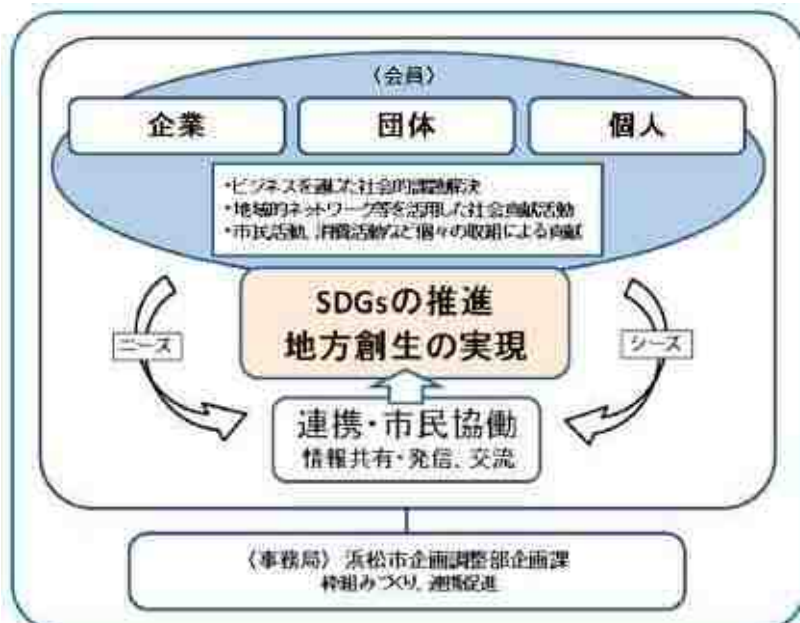 〈会員〉
企業
団体
個人
・ビジネスを通した社会的課題解決
・地域的ネットワーク等を活用した社会貢献活動
・市民活動、消費活動など個々の取組による貢献
SDGsの推進
地方創生の実現
ニーズ
シーズ
連携・市民協働
情報共有・発信、交流
〈事務局〉 浜松市企画調整部企画課
枠組みづくり、連携促進